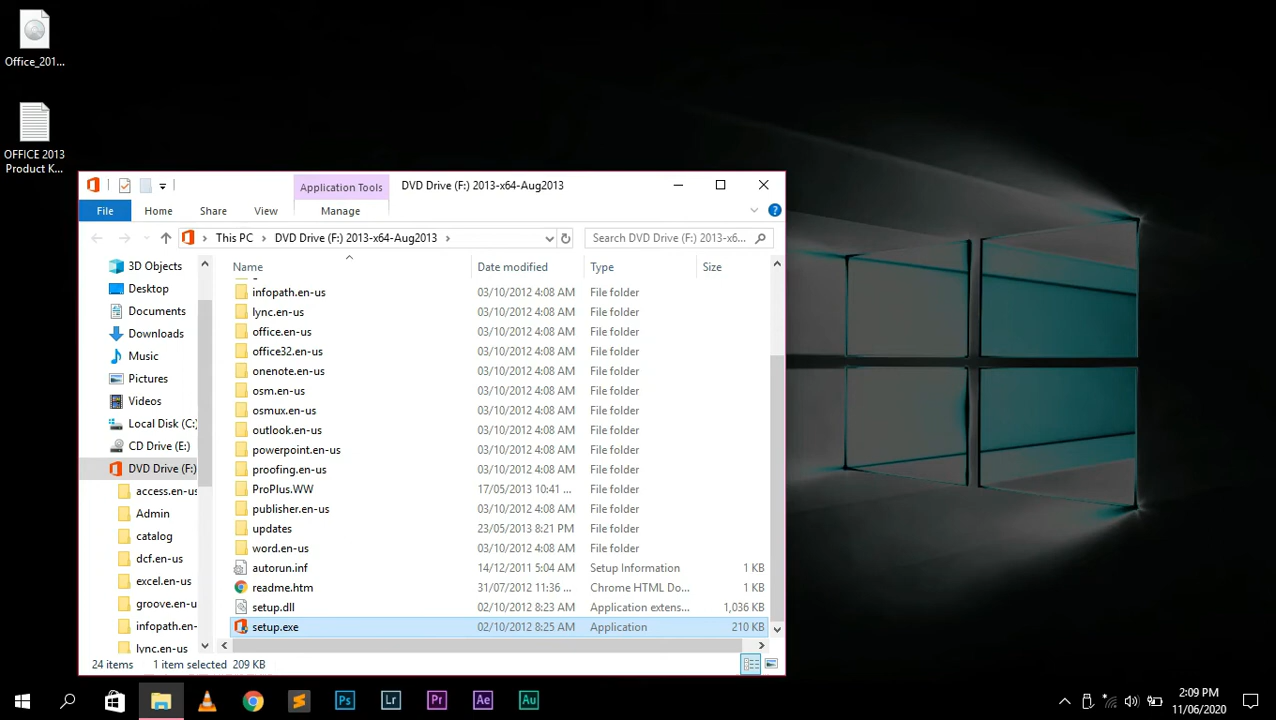 Office_201...
OFFICE 2013
Product K...
Application Tools
DVD Drive (F:) 2013-x64-Aug2013
File
Home
Share
View
Manage
This PC
DVD Drive (F:) 2013-x64-Aug2013
Search DVD Drive (F:) 2013-x6...
Name
Date modified
Type
Size
3D Objects
Desktop
Documents
Downloads
Music
Pictures
Videos
Local Disk (C:)
CD Drive (E:)
DVD Drive (F:)
access.en-us
Admin
catalog
dcf.en-us
excel.en-us
groove.en-us
infopath.en-us
lync.en-us
infopath.en-us 03/10/2012 4:08 AM File folder
lync.en-us 03/10/2012 4:08 AM File folder
office.en-us 03/10/2012 4:08 AM File folder
office32.en-us 03/10/2012 4:08 AM File folder
onenote.en-us 03/10/2012 4:08 AM File folder
osm.en-us 03/10/2012 4:08 AM File folder
osmux.en-us 03/10/2012 4:08 AM File folder
outlook.en-us 03/10/2012 4:08 AM File folder
powerpoint.en-us 03/10/2012 4:08 AM File folder
proofing.en-us 03/10/2012 4:08 AM File folder
ProPlus.WW 17/05/2013 10:41 ... File folder
publisher.en-us 03/10/2012 4:08 AM File folder
updates 23/05/2013 8:21 PM File folder
word.en-us 03/10/2012 4:08 AM File folder
autorun.inf 14/12/2011 5:04 AM Setup Information 1 KB
readme.htm 31/07/2012 11:36 ... Chrome HTML Do... 1 KB
setup.dll 02/10/2012 8:23 AM Application extens... 1,036 KB
setup.exe 02/10/2012 8:25 AM Application 210 KB
24 items 1 item selected 209 KB
Ps
Lr
Pr
Ae
Au
2:09 PM
11/06/2020